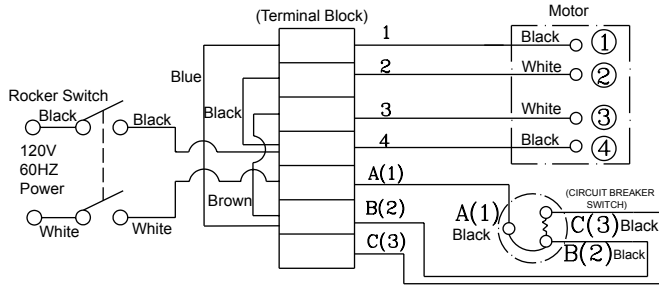 (Terminal Block)
Motor
1
Black
①
2
White
②
Blue
Rocker Switch
Black
Black
Black
3
White
③
120V
60HZ
Power
4
Black
④
A(1)
Brown
B(2)
White
White
C(3)
(CIRCUIT BREAKER
SWITCH)
A(1)
Black
C(3) Black
B(2) Black